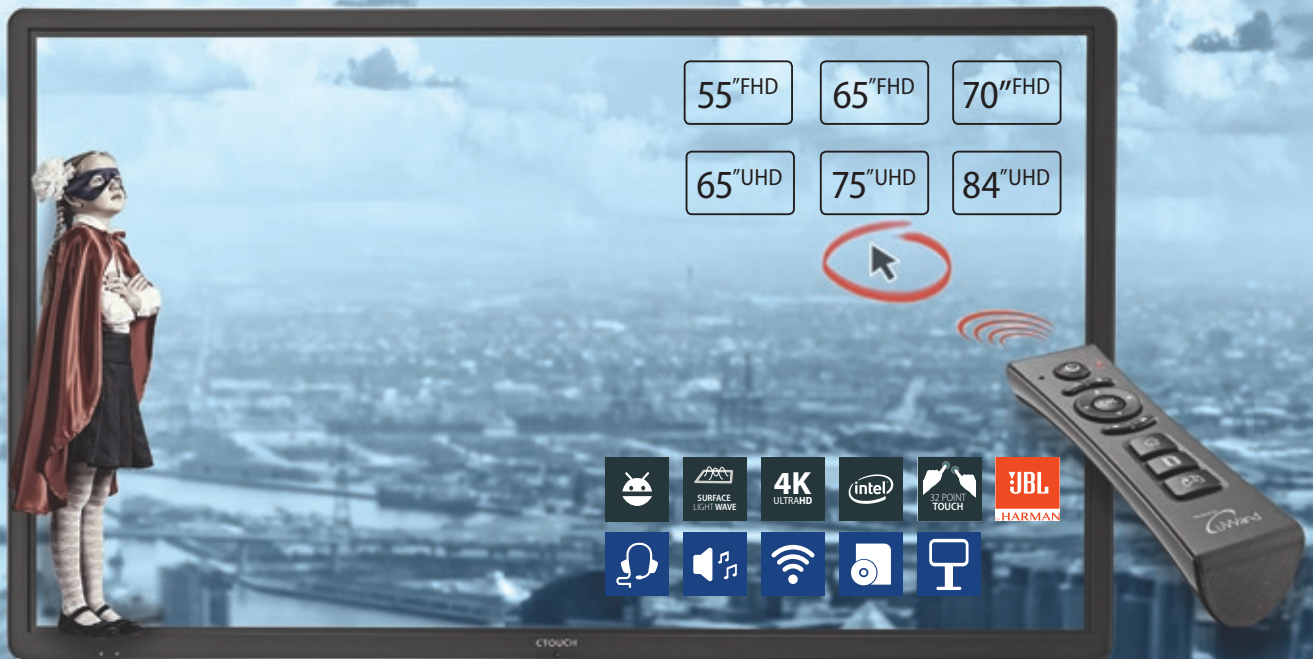 55"FHD
65"FHD
70"FHD
65"UHD
75"UHD
84"UHD
SURFACE
LIGHT WAVE
4K
ULTRAHD
intel
32 POINT
TOUCH
JBL
HARMAN
uWand
CTOUCH